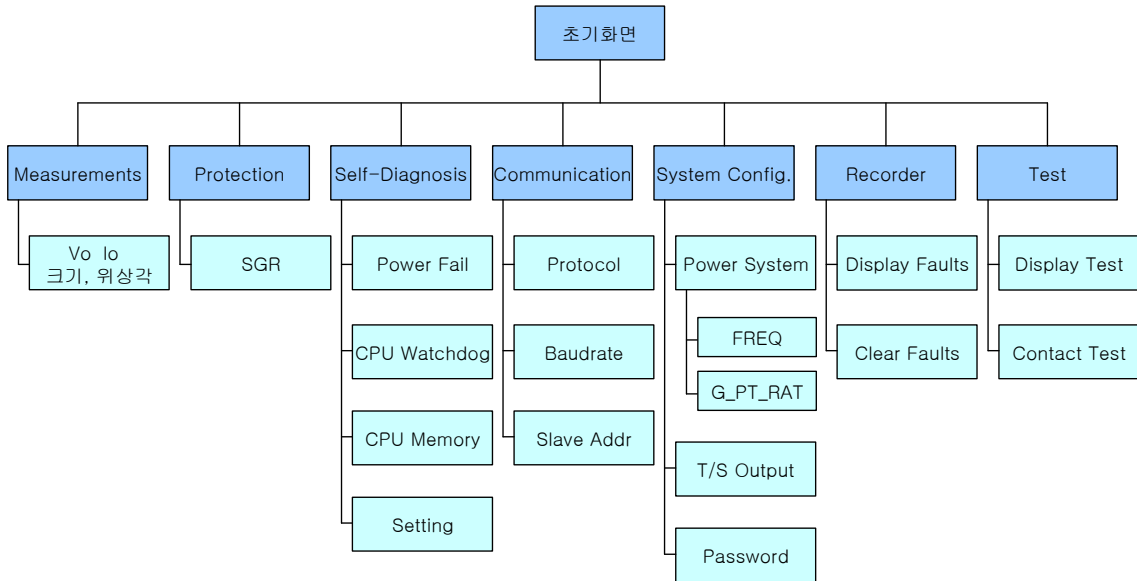 초기화면
Measurements
Protection
Self-Diagnosis
Communication
System Config.
Recorder
Test
Vo Io
크기, 위상각
SGR
Power Fail
CPU Watchdog
CPU Memory
Setting
Protocol
Baudrate
Slave Addr
Power System
FREQ
G_PT_RAT
T/S Output
Password
Display Faults
Clear Faults
Display Test
Contact Test